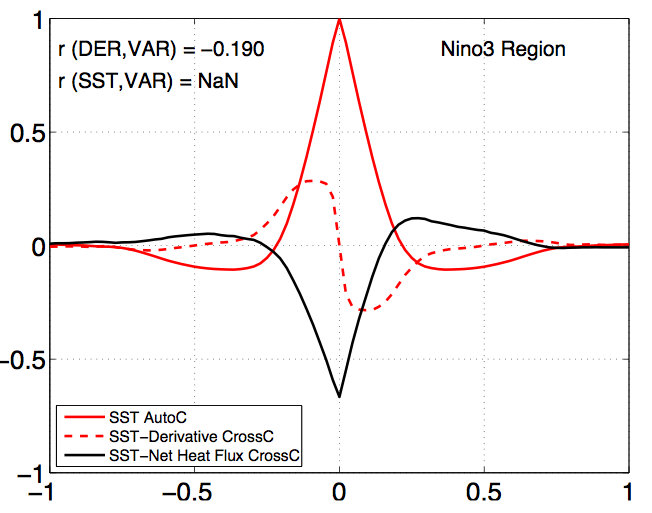 1
r (DER,VAR) = −0.190
Nino3 Region
r (SST,VAR) = NaN
0.5
0
−0.5
SST AutoC
SST−Derivative CrossC
SST−Net Heat Flux CrossC
−1
−1 −0.5 0 0.5 1